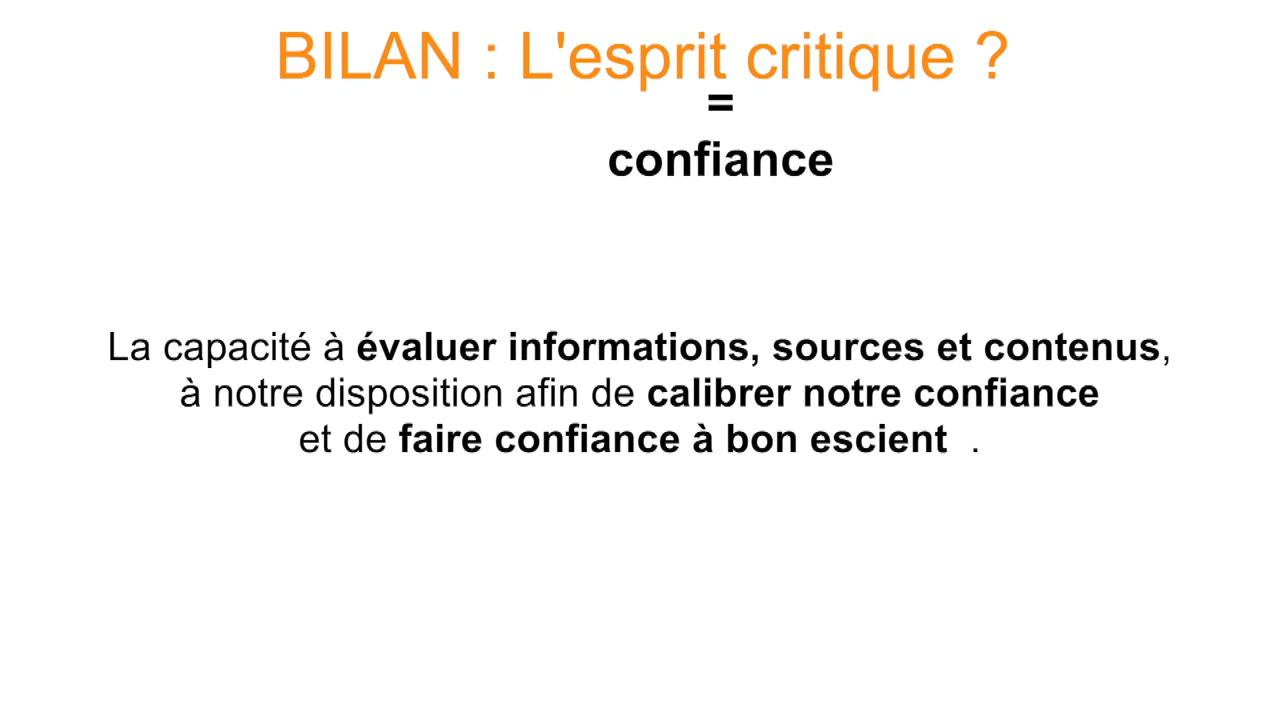 BILAN : L'esprit critique ?
=
confiance
La capacité à évaluer informations, sources et contenus,
à notre disposition afin de calibrer notre confiance
et de faire confiance à bon escient .